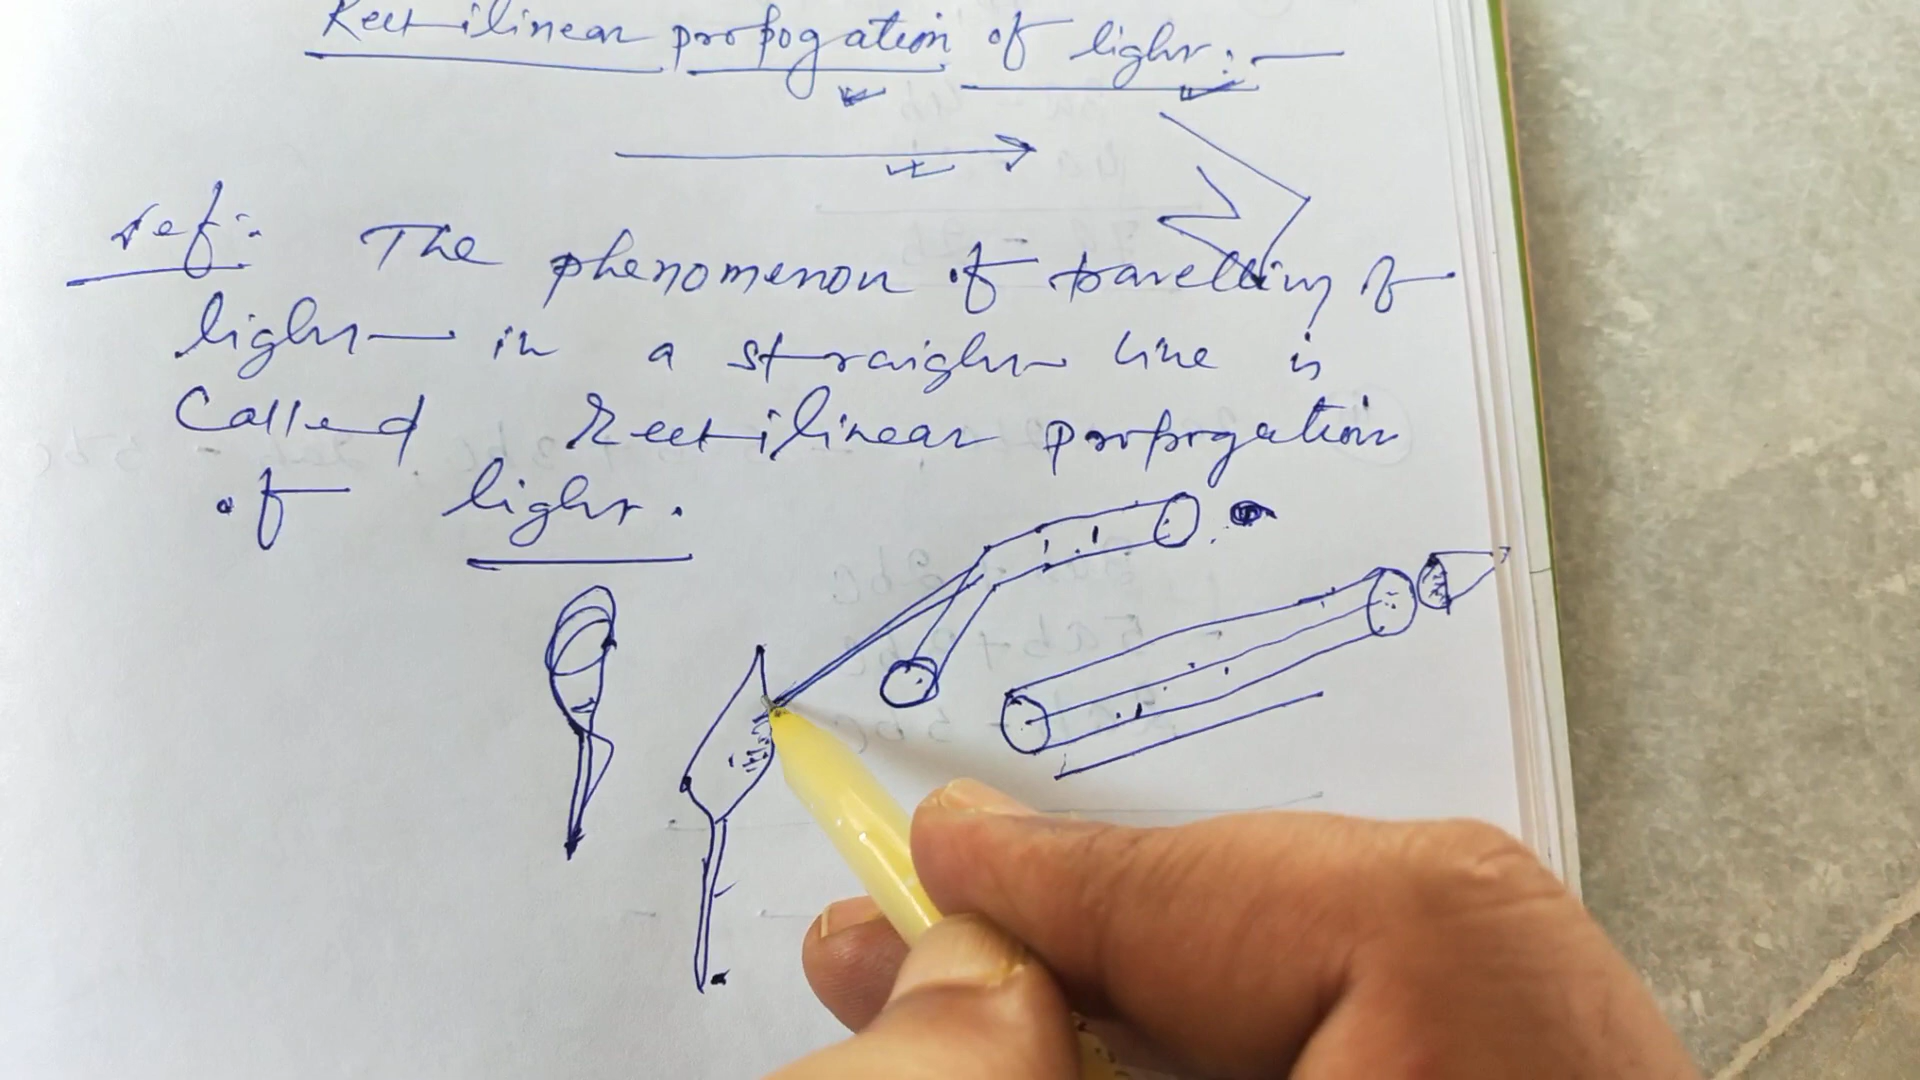 Rectilinear propogation of light:—
def:- The phenomenon of travelling of
light in a straight line is
Called Rectilinear propogation
of light.